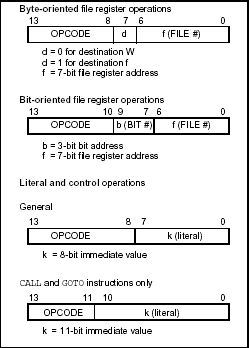 Byte-oriented file register operations
13 8 7 6 0
OPCODE d f (FILE #)
d = 0 for destination W
d = 1 for destination f
f = 7-bit file register address
Bit-oriented file register operations
13 10 9 7 6 0
OPCODE b (BIT #) f (FILE #)
b = 3-bit bit address
f = 7-bit file register address
Literal and control operations
General
13 8 7 0
OPCODE k (literal)
k = 8-bit immediate value
CALL and GOTO instructions only
13 11 10 0
OPCODE k (literal)
k = 11-bit immediate value